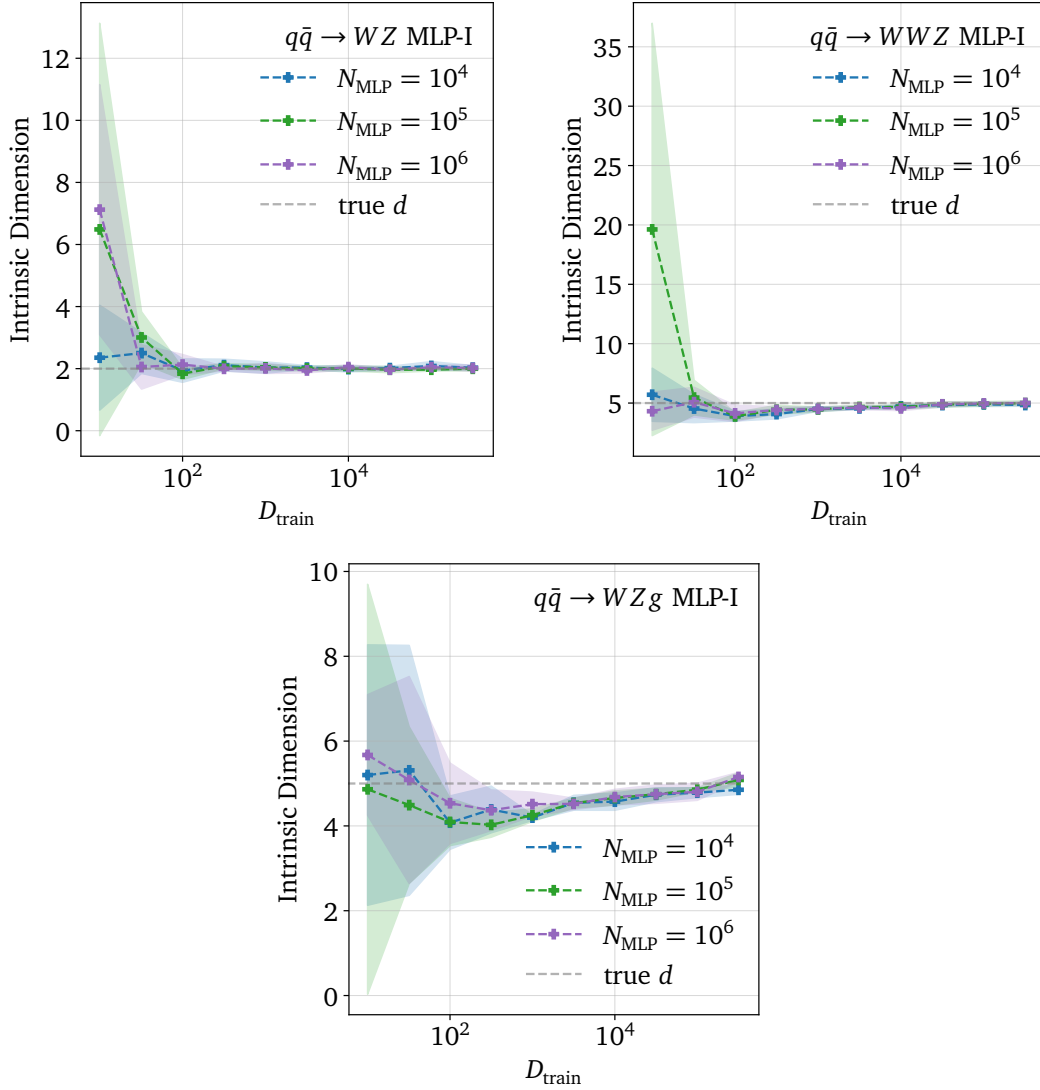 qq̄ → WZ MLP-I
N_MLP = 10^4
N_MLP = 10^5
N_MLP = 10^6
true d
Intrinsic Dimension
12
10
8
6
4
2
0
10^2
10^4
D_train
qq̄ → WWZ MLP-I
N_MLP = 10^4
N_MLP = 10^5
N_MLP = 10^6
true d
Intrinsic Dimension
35
30
25
20
15
10
5
10^2
10^4
D_train
qq̄ → WZg MLP-I
Intrinsic Dimension
10
8
6
4
2
0
N_MLP = 10^4
N_MLP = 10^5
N_MLP = 10^6
true d
10^2
10^4
D_train